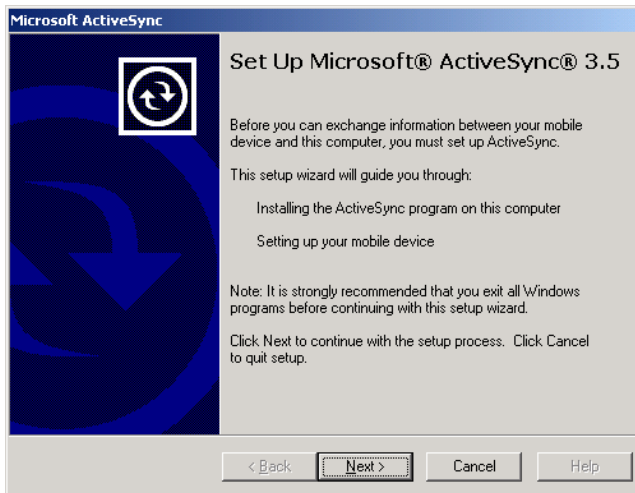 Microsoft ActiveSync
Set Up Microsoft® ActiveSync® 3.5
Before you can exchange information between your mobile
device and this computer, you must set up ActiveSync.
This setup wizard will guide you through:
Installing the ActiveSync program on this computer
Setting up your mobile device
Note: It is strongly recommended that you exit all Windows
programs before continuing with this setup wizard.
Click Next to continue with the setup process.  Click Cancel
to quit setup.
< Back   Next >   Cancel   Help